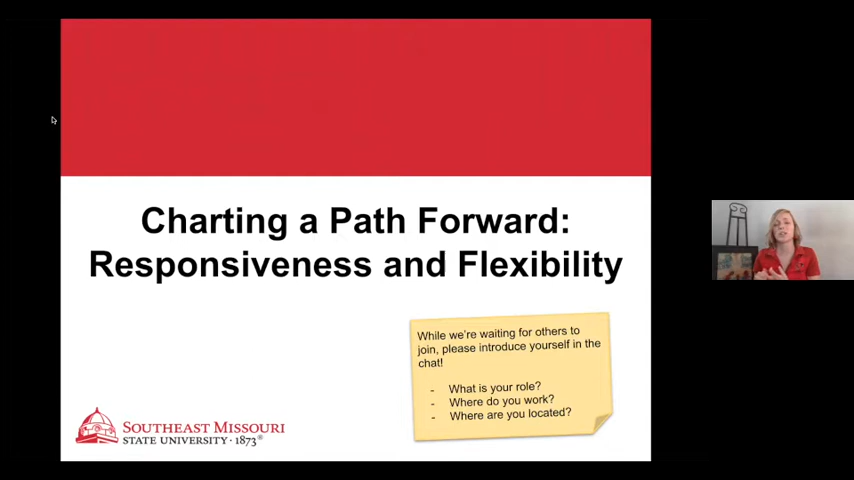 Charting a Path Forward:
Responsiveness and Flexibility
While we're waiting for others to
join, please introduce yourself in the
chat!
- What is your role?
- Where do you work?
- Where are you located?
SOUTHEAST MISSOURI
STATE UNIVERSITY · 1873®